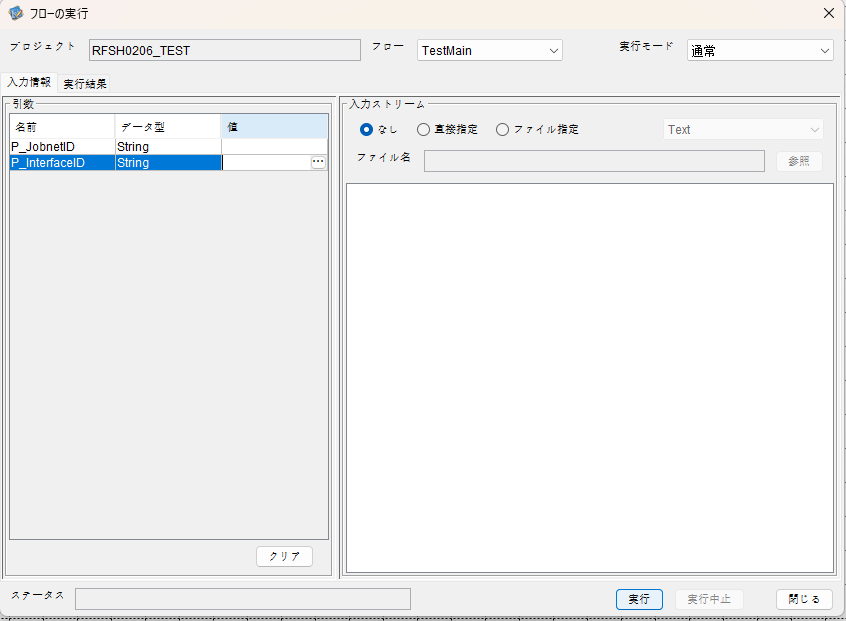 フローの実行
プロジェクト RFSH0206_TEST フロー TestMain 実行モード 通常
入力情報 実行結果
引数
名前 データ型 値
P_JobnetID String
P_InterfaceID String ...
クリア
入力ストリーム
なし 直接指定 ファイル指定 Text
ファイル名 参照
ステータス 実行 実行中止 閉じる